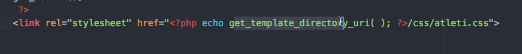 ?>
<link rel="stylesheet" href="<?php echo get_template_directory_uri( ); ?>/css/atleti.css">